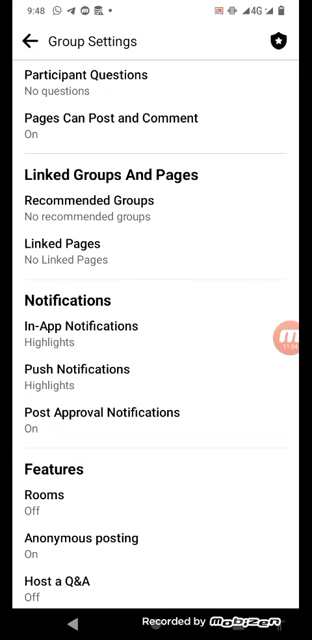 9:48
4G
Group Settings
Participant Questions
No questions
Pages Can Post and Comment
On
Linked Groups And Pages
Recommended Groups
No recommended groups
Linked Pages
No Linked Pages
Notifications
In-App Notifications
Highlights
Push Notifications
Highlights
Post Approval Notifications
On
Features
Rooms
Off
Anonymous posting
On
Host a Q&A
Off
Recorded by mobizen